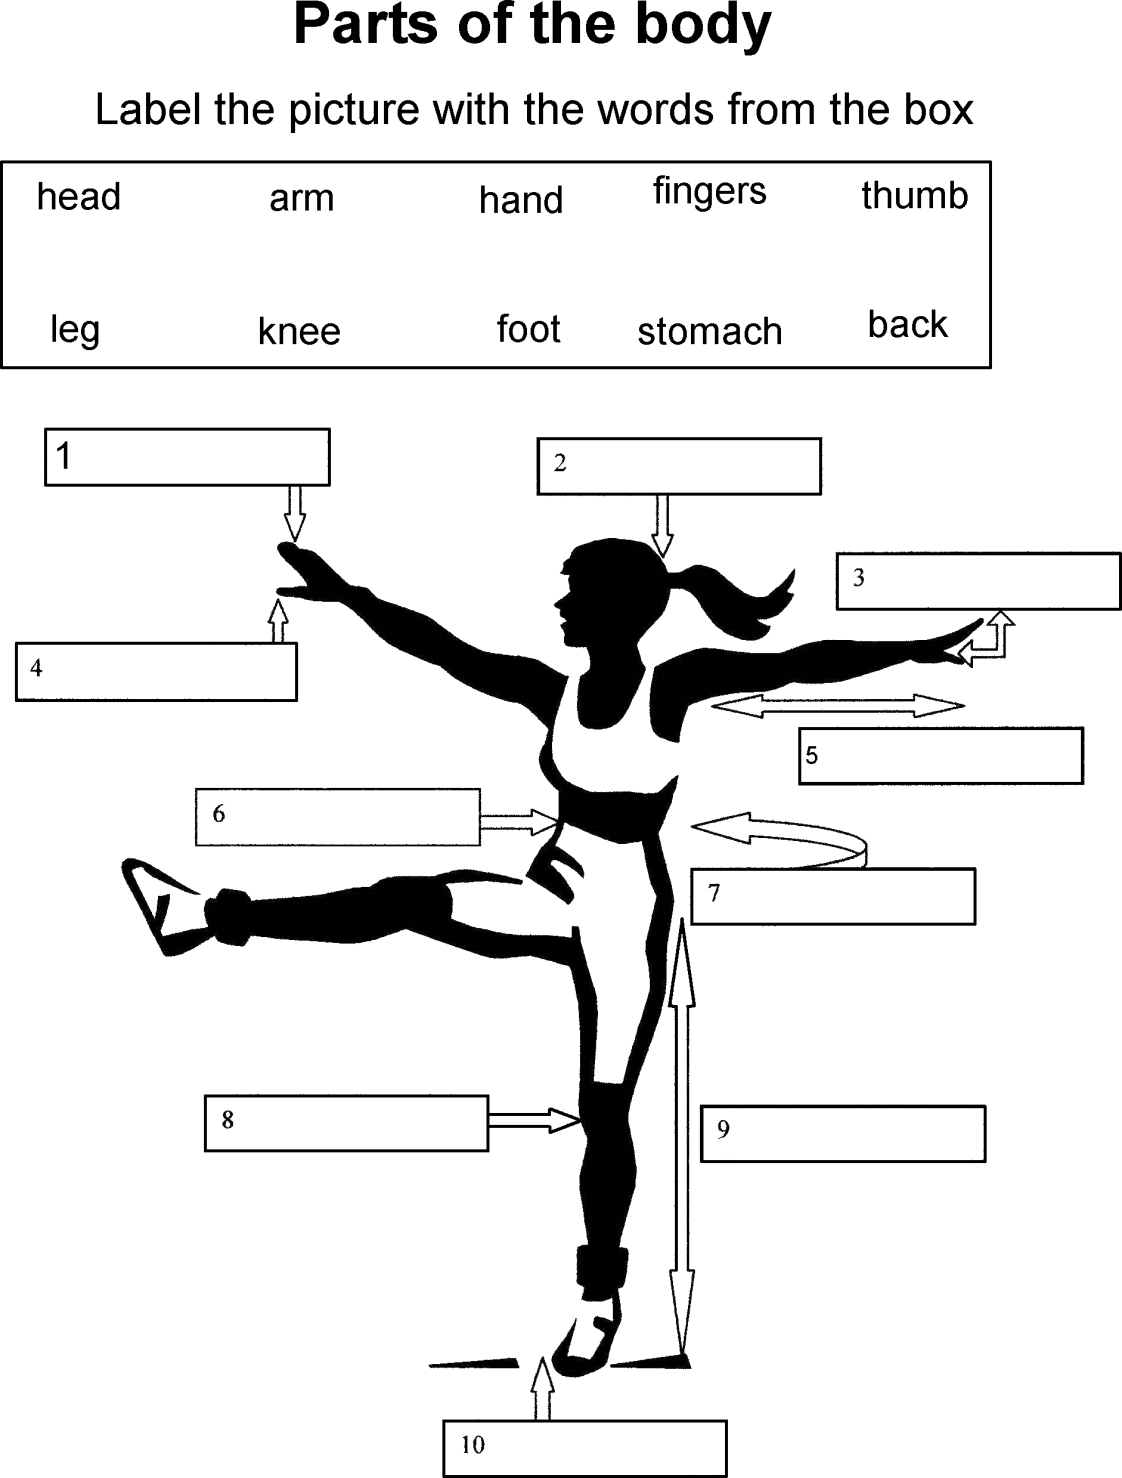 Parts of the body
Label the picture with the words from the box
head arm hand fingers thumb
leg knee foot stomach back
1
2
3
4
5
6
7
8
9
10